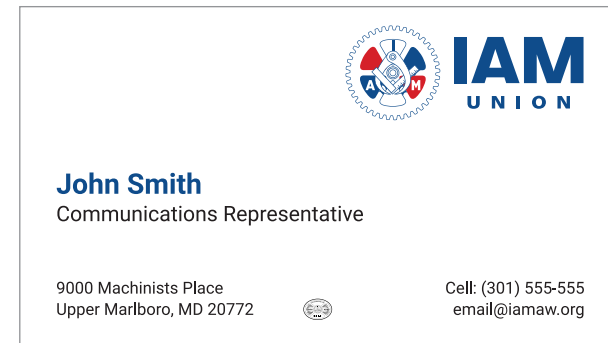 A M
IAM
UNION
John Smith
Communications Representative
9000 Machinists Place
Upper Marlboro, MD 20772
Cell: (301) 555-555
email@iamaw.org